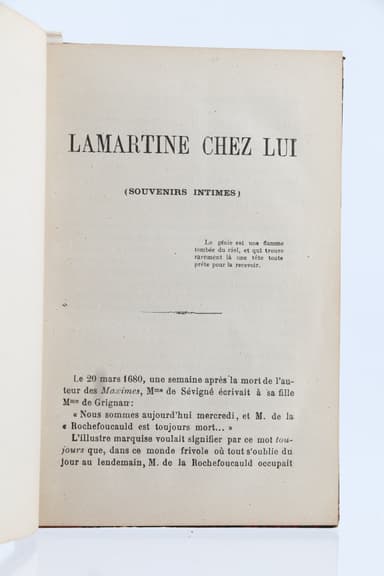 LAMARTINE CHEZ LUI
(SOUVENIRS INTIMES)
Le génie est une flamme
tombée du ciel, et qui trouve
rarement là une tête toute
prête pour la recevoir.
Le 20 mars 1680, une semaine après la mort de l'au-
teur des Maximes, Mme de Sévigné écrivait à sa fille
Mme de Grignan:
« Nous sommes aujourd'hui mercredi, et M. de la
« Rochefoucauld est toujours mort... »
L'illustre marquise voulait signifier par ce mot tou-
jours que, dans ce monde frivole où tout s'oublie du
jour au lendemain, M. de la Rochefoucauld occupait